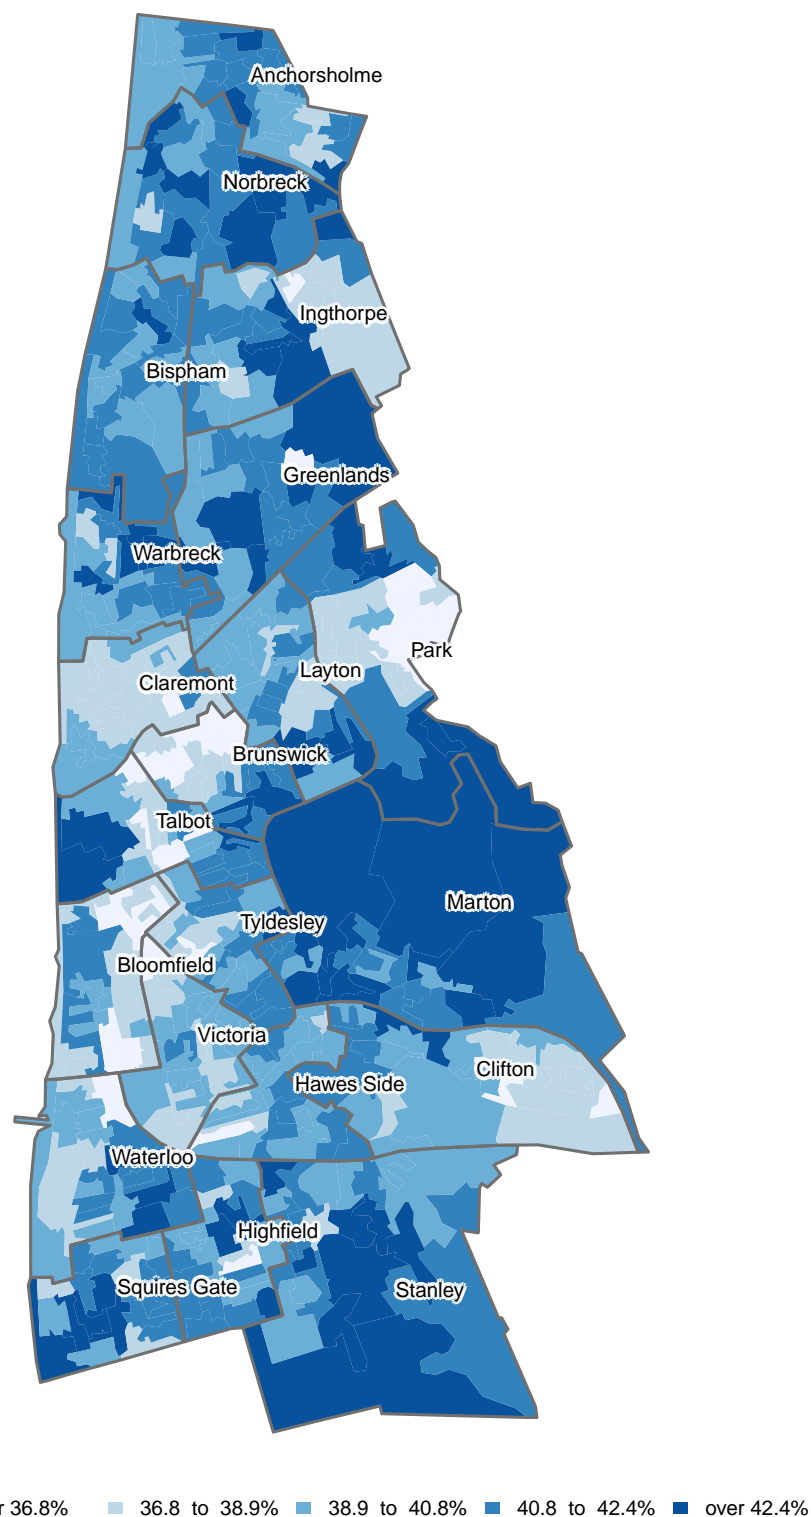 Anchorsholme
Norbreck
Ingthorpe
Bispham
Greenlands
Warbreck
Park
Layton
Claremont
Brunswick
Talbot
Marton
Tyldesley
Bloomfield
Victoria
Clifton
Hawes Side
Waterloo
Highfield
Squires Gate
Stanley
36.8% 36.8 to 38.9% 38.9 to 40.8% 40.8 to 42.4% over 42.4%